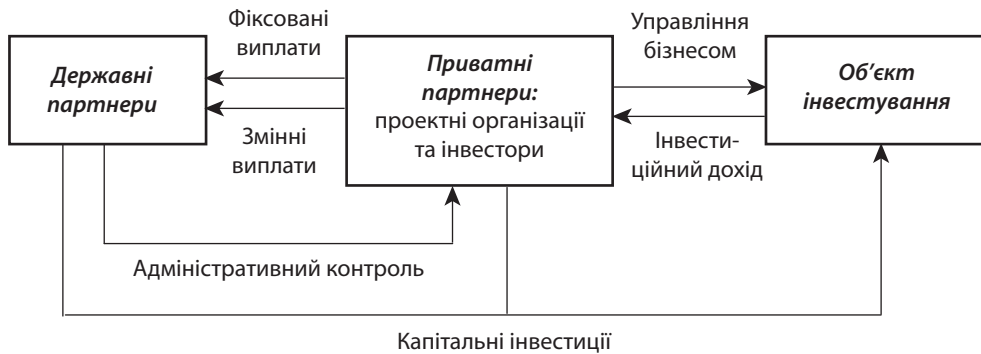 Фіксовані
виплати
Державні
партнери
Змінні
виплати
Приватні
партнери:
проектні організації
та інвестори
Управління
бізнесом
Інвести-
ційний дохід
Об’єкт
інвестування
Адміністративний контроль
Капітальні інвестиції